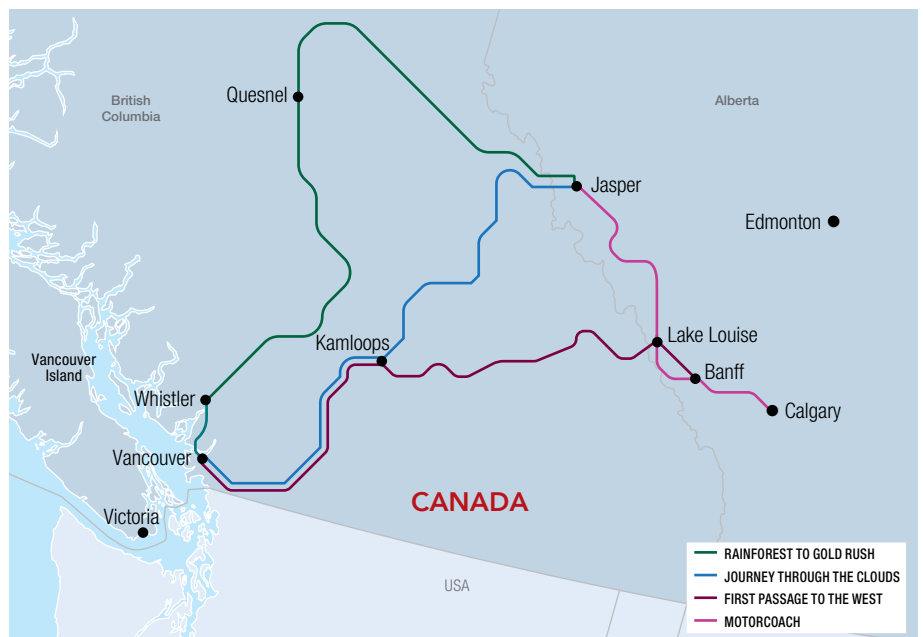 British
Columbia
Quesnel
Alberta
Jasper
Edmonton
Kamloops
Lake Louise
Vancouver
Island
Banff
Whistler
Calgary
Vancouver
CANADA
Victoria
USA
RAINFOREST TO GOLD RUSH
JOURNEY THROUGH THE CLOUDS
FIRST PASSAGE TO THE WEST
MOTORCOACH